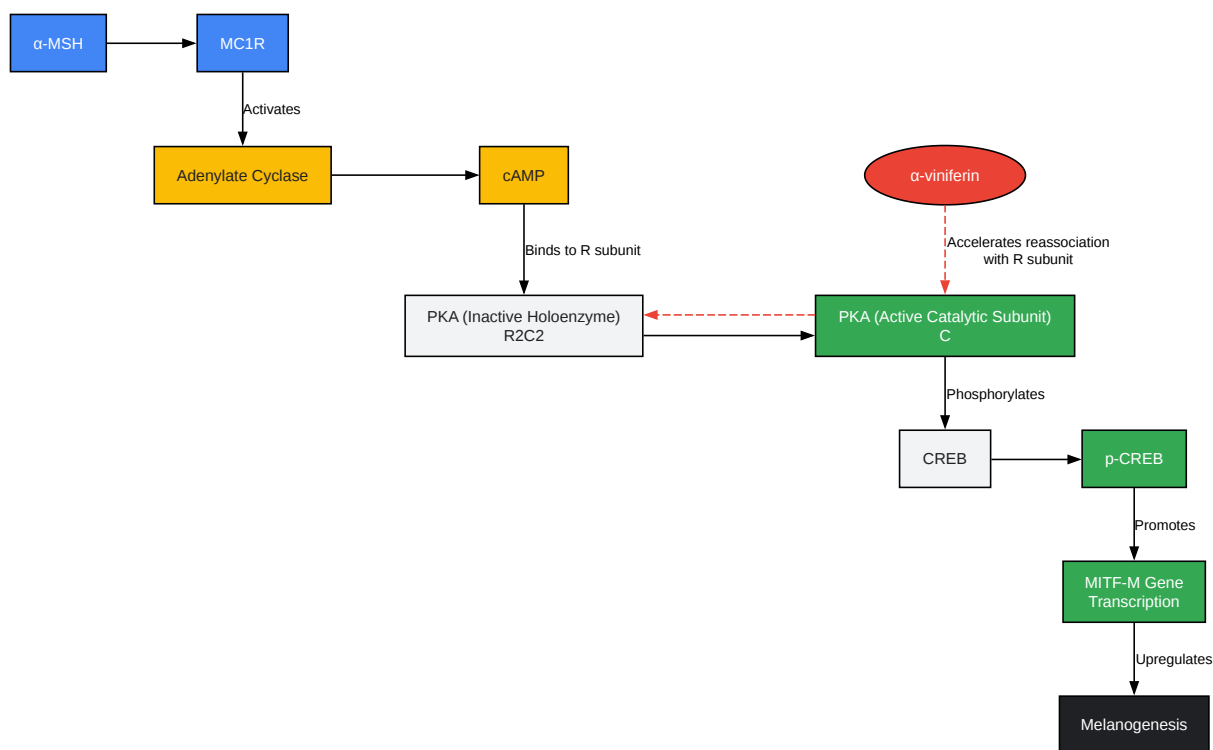 α-MSH
MC1R
Activates
Adenylate Cyclase
cAMP
α-viniferin
Binds to R subunit
Accelerates reassociation
with R subunit
PKA (Inactive Holoenzyme)
R2C2
PKA (Active Catalytic Subunit)
C
Phosphorylates
CREB
p-CREB
Promotes
MITF-M Gene
Transcription
Upregulates
Melanogenesis